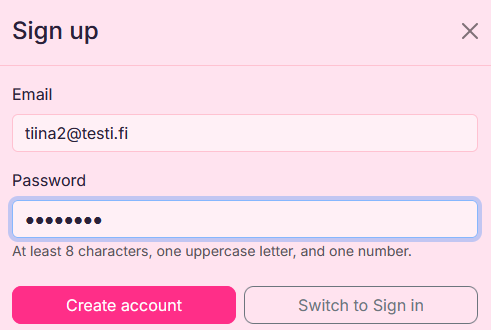 Sign up
Email
tiina2@testi.fi
Password
●●●●●●●●
At least 8 characters, one uppercase letter, and one number.
Create account
Switch to Sign in